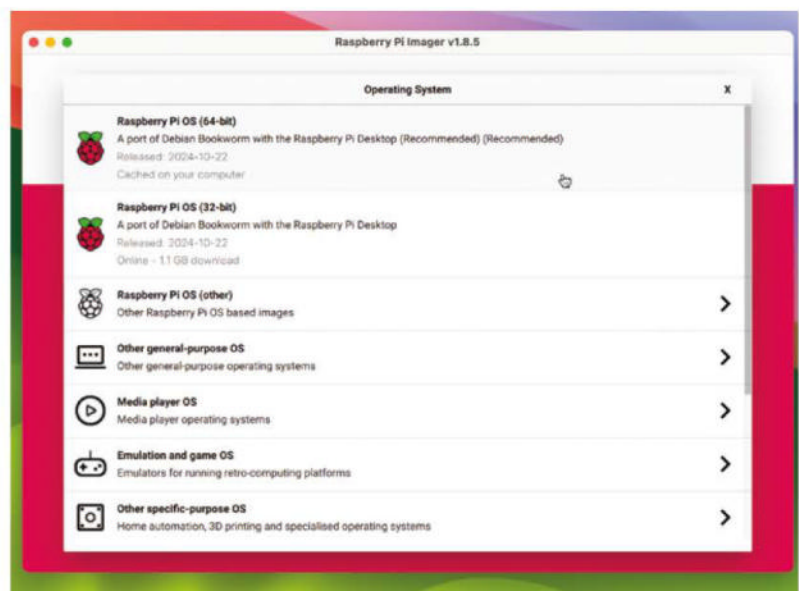 Raspberry Pi Imager v1.8.5
Operating System X
Raspberry Pi OS (64-bit)
A port of Debian Bookworm with the Raspberry Pi Desktop (Recommended) (Recommended)
Released: 2024-10-22
Cached on your computer
Raspberry Pi OS (32-bit)
A port of Debian Bookworm with the Raspberry Pi Desktop
Released: 2024-10-22
Online - 1.1 GB download
Raspberry Pi OS (other)
Other Raspberry Pi OS based images
Other general-purpose OS
Other general-purpose operating systems
Media player OS
Media player operating systems
Emulation and game OS
Emulators for running retro-computing platforms
Other specific-purpose OS
Home automation, 3D printing and specialised operating systems